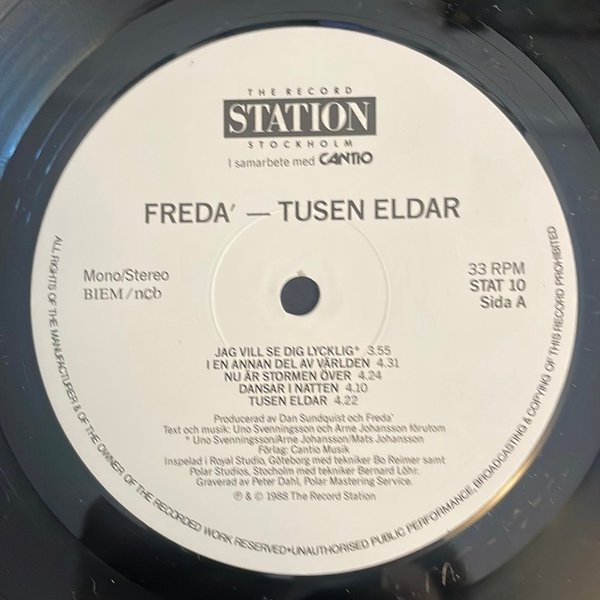 THE RECORD
STATION
STOCKHOLM
I samarbete med CANTIO
FREDA' — TUSEN ELDAR
Mono/Stereo
BIEM/nCb
33 RPM
STAT 10
Sida A
JAG VILL SE DIG LYCKLIG* 3.55
I EN ANNAN DEL AV VÄRLDEN 4.31
NU ÄR STORMEN ÖVER 4.24
DANSAR I NATTEN 4.10
TUSEN ELDAR 4.22
Producerad av Dan Sundquist och Freda'
Text och musik: Uno Svenningsson och Arne Johansson förutom
* Uno Svenningsson/Arne Johansson/Mats Johansson
Förlag: Cantio Musik
Inspelad i Royal Studio, Göteborg med tekniker Bo Reimer samt
Polar Studios, Stocholm med tekniker Bernard Löhr.
Graverad av Peter Dahl, Polar Mastering Service.
℗ & © 1988 The Record Station
ALL RIGHTS OF THE MANUFACTURER & OF THE OWNER OF THE RECORDED WORK RESERVED•UNAUTHORISED PUBLIC PERFORMANCE, BROADCASTING & COPYING OF THIS RECORD PROHIBITED